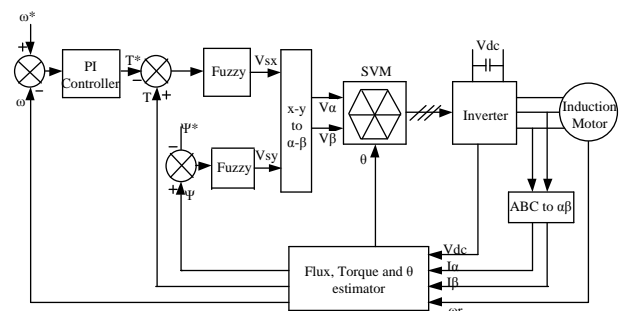 ω*
+
−
ω
PI
Controller
T*
−
T
+
Fuzzy
Vsx
Ψ*
−
+
Ψ
Fuzzy
Vsy
x-y
to
α-β
Vα
Vβ
SVM
θ
Vdc
Inverter
Induction
Motor
ABC to αβ
Flux, Torque and θ
estimator
Vdc
Iα
Iβ
ωr